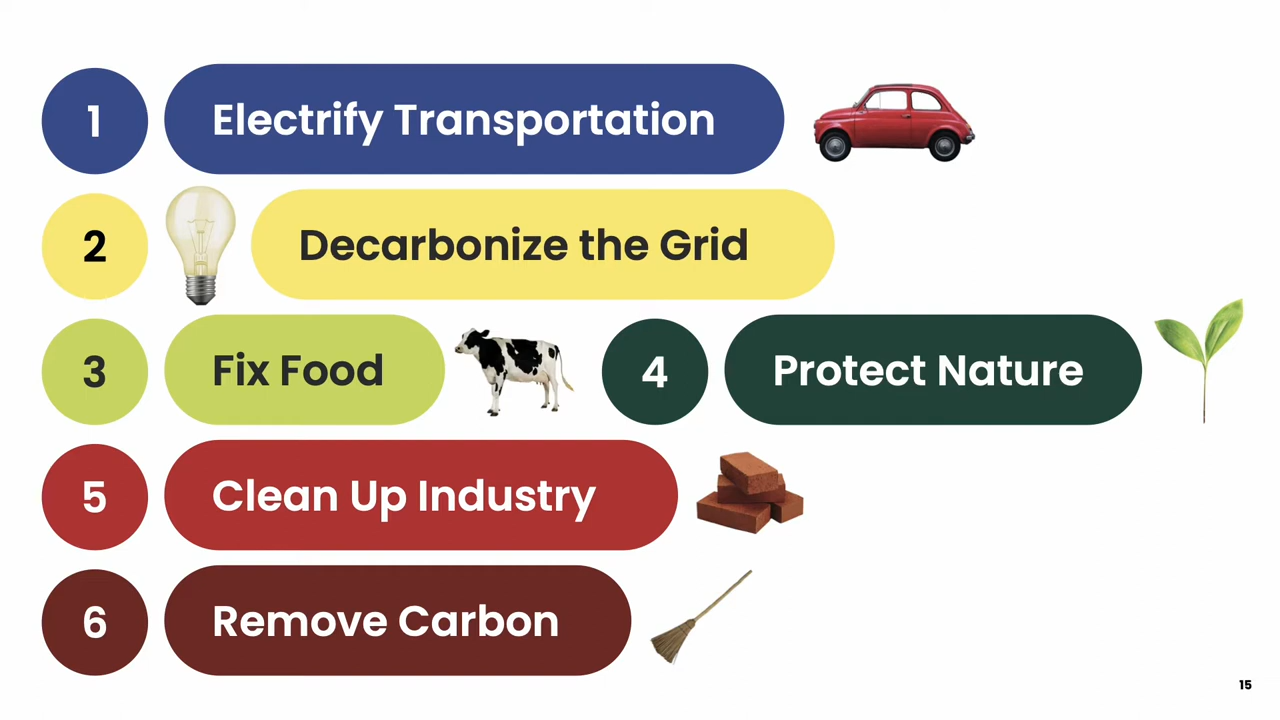 1 Electrify Transportation
2 Decarbonize the Grid
3 Fix Food 4 Protect Nature
5 Clean Up Industry
6 Remove Carbon
15